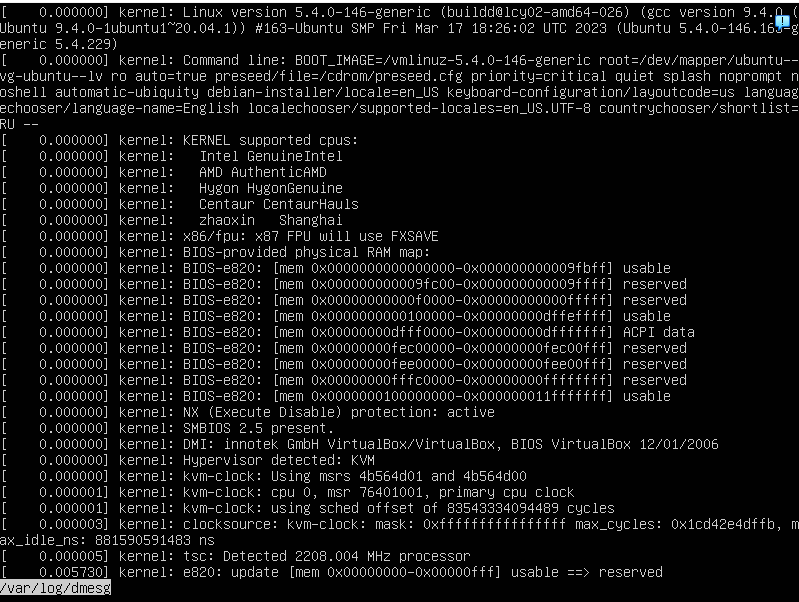 [    0.000000] kernel: Linux version 5.4.0-146-generic (buildd@lcy02-amd64-026) (gcc version 9.4.0 (
Ubuntu 9.4.0-1ubuntu1~20.04.1)) #163-Ubuntu SMP Fri Mar 17 18:26:02 UTC 2023 (Ubuntu 5.4.0-146.163-g
eneric 5.4.229)
[    0.000000] kernel: Command line: BOOT_IMAGE=/vmlinuz-5.4.0-146-generic root=/dev/mapper/ubuntu--
vg-ubuntu--lv ro auto=true preseed/file=/cdrom/preseed.cfg priority=critical quiet splash noprompt n
oshell automatic-ubiquity debian-installer/locale=en_US keyboard-configuration/layoutcode=us languag
echooser/language-name=English localechooser/supported-locales=en_US.UTF-8 countrychooser/shortlist=
RU --
[    0.000000] kernel: KERNEL supported cpus:
[    0.000000] kernel:   Intel GenuineIntel
[    0.000000] kernel:   AMD AuthenticAMD
[    0.000000] kernel:   Hygon HygonGenuine
[    0.000000] kernel:   Centaur CentaurHauls
[    0.000000] kernel:   zhaoxin   Shanghai
[    0.000000] kernel: x86/fpu: x87 FPU will use FXSAVE
[    0.000000] kernel: BIOS-provided physical RAM map:
[    0.000000] kernel: BIOS-e820: [mem 0x0000000000000000-0x000000000009fbff] usable
[    0.000000] kernel: BIOS-e820: [mem 0x000000000009fc00-0x000000000009ffff] reserved
[    0.000000] kernel: BIOS-e820: [mem 0x00000000000f0000-0x00000000000fffff] reserved
[    0.000000] kernel: BIOS-e820: [mem 0x0000000000100000-0x00000000dffeffff] usable
[    0.000000] kernel: BIOS-e820: [mem 0x00000000dfff0000-0x00000000dfffffff] ACPI data
[    0.000000] kernel: BIOS-e820: [mem 0x00000000fec00000-0x00000000fec00fff] reserved
[    0.000000] kernel: BIOS-e820: [mem 0x00000000fee00000-0x00000000fee00fff] reserved
[    0.000000] kernel: BIOS-e820: [mem 0x00000000fffc0000-0x00000000ffffffff] reserved
[    0.000000] kernel: BIOS-e820: [mem 0x0000000100000000-0x000000011fffffff] usable
[    0.000000] kernel: NX (Execute Disable) protection: active
[    0.000000] kernel: SMBIOS 2.5 present.
[    0.000000] kernel: DMI: innotek GmbH VirtualBox/VirtualBox, BIOS VirtualBox 12/01/2006
[    0.000000] kernel: Hypervisor detected: KVM
[    0.000000] kernel: kvm-clock: Using msrs 4b564d01 and 4b564d00
[    0.000001] kernel: kvm-clock: cpu 0, msr 76401001, primary cpu clock
[    0.000001] kernel: kvm-clock: using sched offset of 83543334094489 cycles
[    0.000003] kernel: clocksource: kvm-clock: mask: 0xffffffffffffffff max_cycles: 0x1cd42e4dffb, m
ax_idle_ns: 881590591483 ns
[    0.000005] kernel: tsc: Detected 2208.004 MHz processor
[    0.005730] kernel: e820: update [mem 0x00000000-0x00000fff] usable ==> reserved
/var/log/dmesg